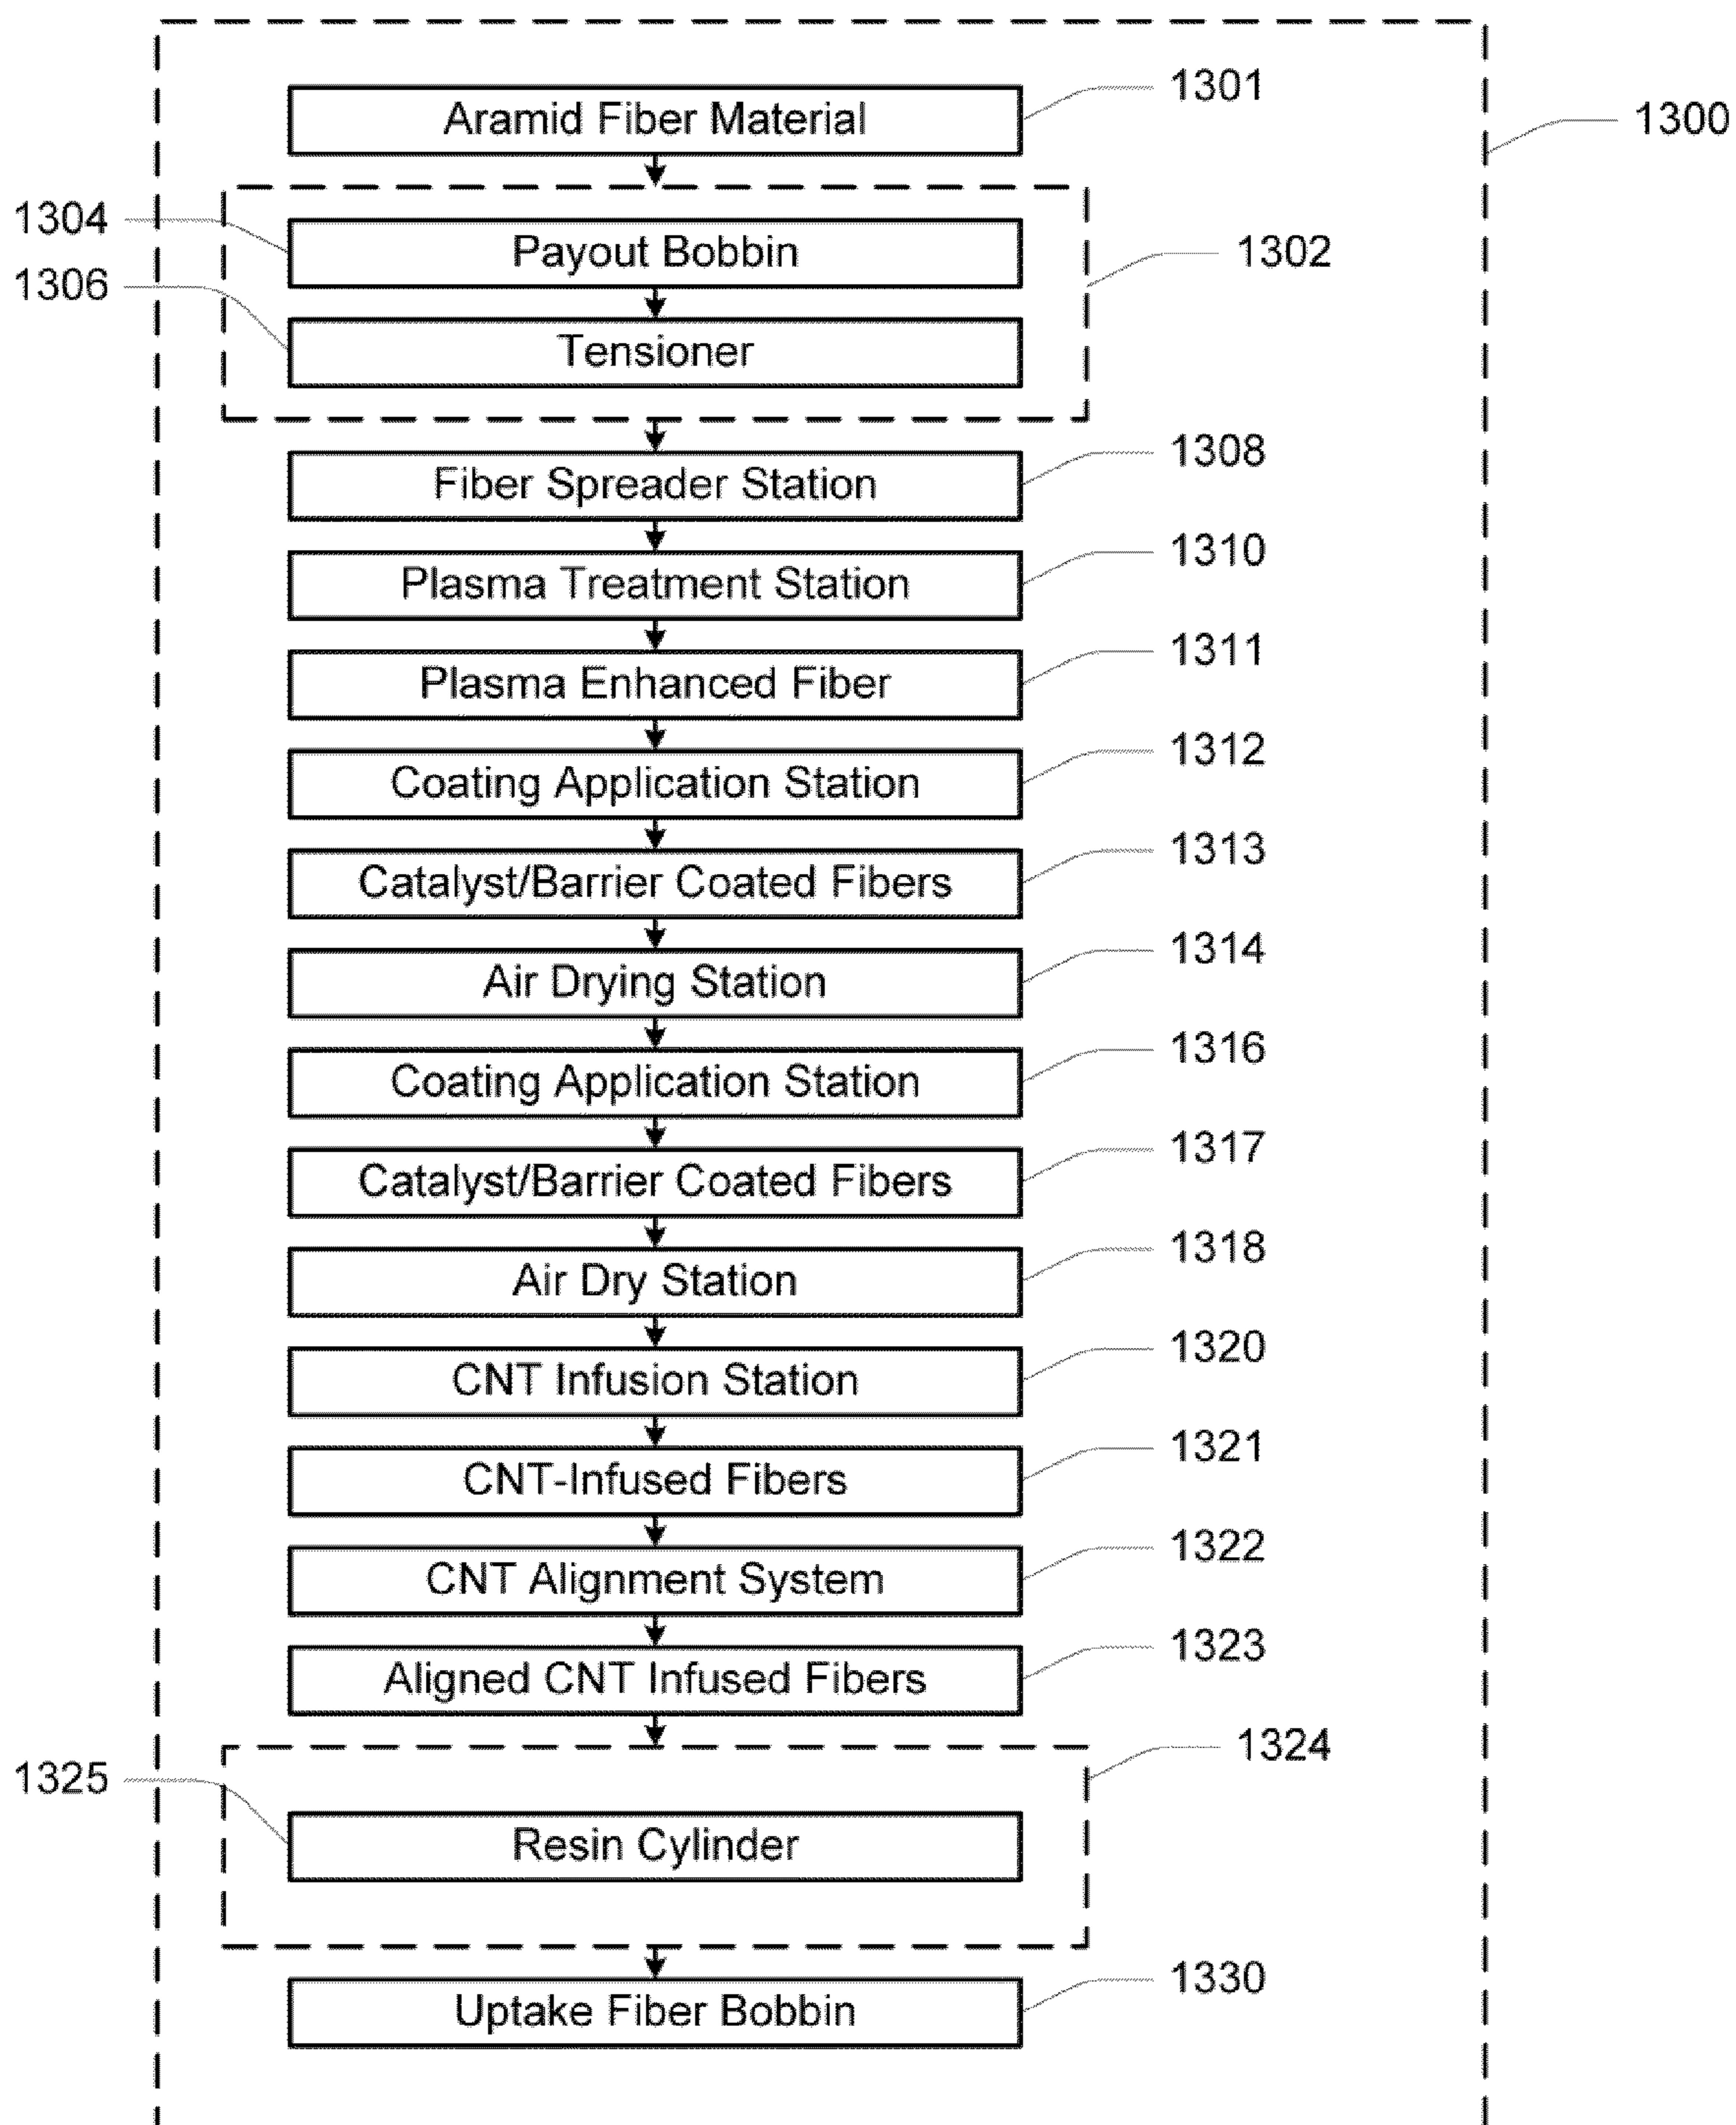 Aramid Fiber Material
1301
1300
1304
Payout Bobbin
1302
1306
Tensioner
1308
Fiber Spreader Station
1310
Plasma Treatment Station
1311
Plasma Enhanced Fiber
1312
Coating Application Station
1313
Catalyst/Barrier Coated Fibers
1314
Air Drying Station
1316
Coating Application Station
1317
Catalyst/Barrier Coated Fibers
1318
Air Dry Station
1320
CNT Infusion Station
1321
CNT-Infused Fibers
1322
CNT Alignment System
1323
Aligned CNT Infused Fibers
1324
1325
Resin Cylinder
1330
Uptake Fiber Bobbin